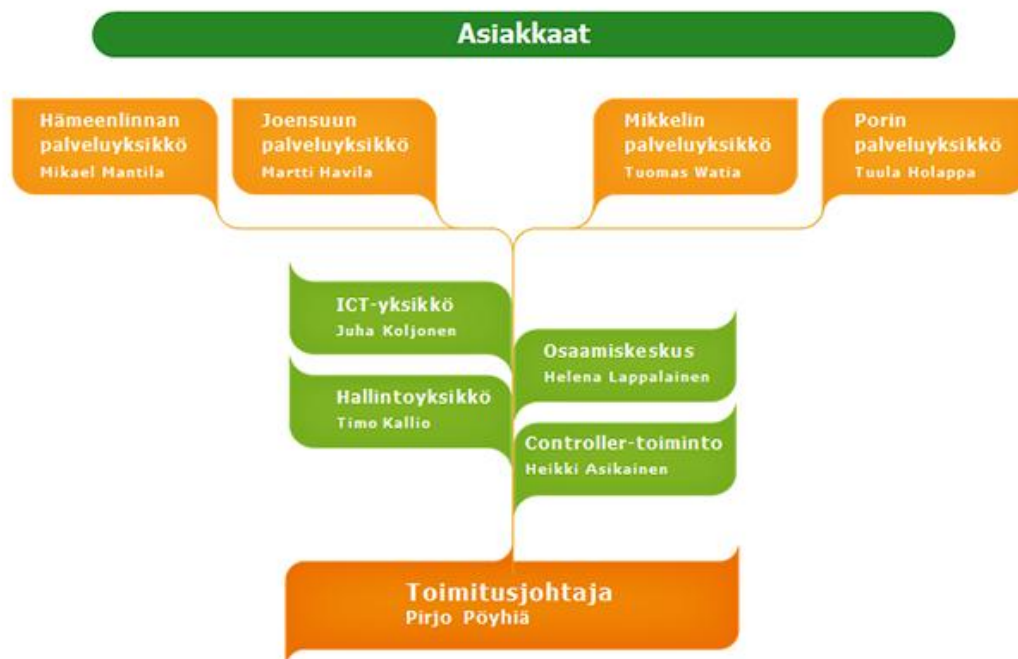 Asiakkaat
Hämeenlinnan
palveluyksikkö
Mikael Mantila
Joensuun
palveluyksikkö
Martti Havila
Mikkelin
palveluyksikkö
Tuomas Watia
Porin
palveluyksikkö
Tuula Holappa
ICT-yksikkö
Juha Koljonen
Osaamiskeskus
Helena Lappalainen
Hallintoyksikkö
Timo Kallio
Controller-toiminto
Heikki Asikainen
Toimitusjohtaja
Pirjo Pöyhiä